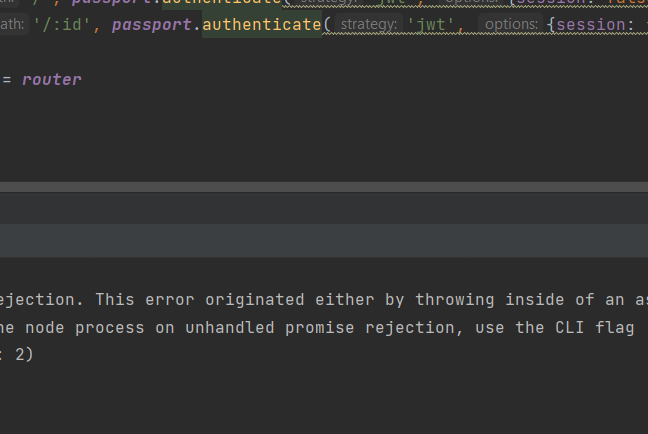 '/', passport.authenticate( strategy: 'jwt', options: {session:
ath: '/:id', passport.authenticate( strategy: 'jwt', options: {session:
= router
ejection. This error originated either by throwing inside of an as
he node process on unhandled promise rejection, use the CLI flag
: 2)